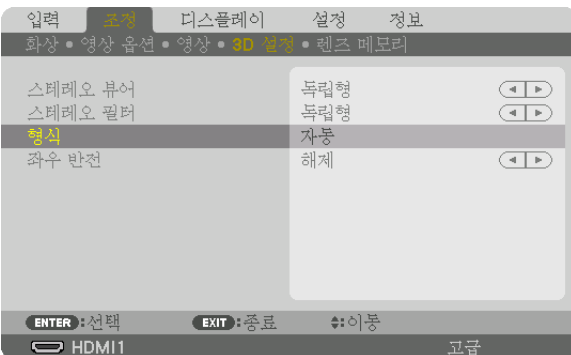 입력 조정 디스플레이 설정 정보
화상 • 영상 옵션 • 영상 • 3D 설정 • 렌즈 메모리
스테레오 뷰어 독립형
스테레오 필터 독립형
형식 자동
좌우 반전 해제
ENTER :선택 EXIT :종료 :이동
HDMI1 고급